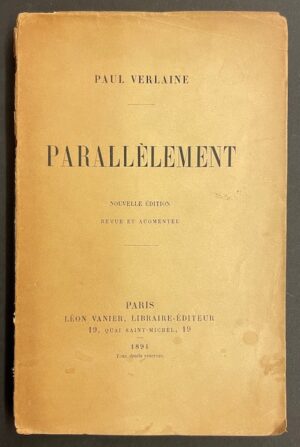 PAUL VERLAINE
PARALLÈLEMENT
NOUVELLE ÉDITION
REVUE ET AUGMENTÉE
PARIS
LÉON VANIER, LIBRAIRE-ÉDITEUR
19, QUAI SAINT-MICHEL, 19
1894
Tous droits réservés.